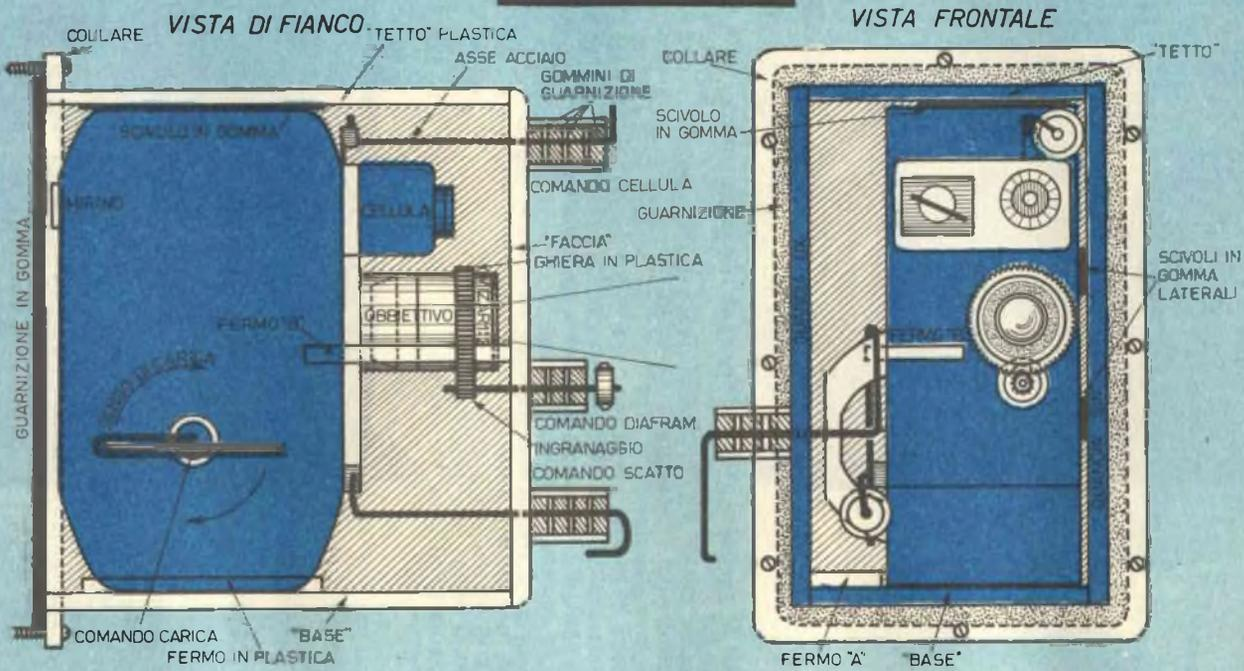 VISTA DI FIANCO
COLLARE
"TETTO" PLASTICA
ASSE ACCIAIO
GOMMINI DI
GUARNIZIONE
SCIVOLO IN GOMMA
COMANDO CELLULA
MIRINO
CELLULA
"FACCIA"
GHIERA IN PLASTICA
OBBIETTIVO
FERMO "B"
GUARNIZIONE IN GOMMA
COMANDO DIAFRAM
INGRANAGGIO
COMANDO SCATTO
COMANDO CARICA
"BASE"
FERMO IN PLASTICA
VISTA FRONTALE
COLLARE
"TETTO"
SCIVOLO
IN GOMMA
GUARNIZIONE
SCIVOLI IN
GOMMA
LATERALI
FERMO "A"
BASE"